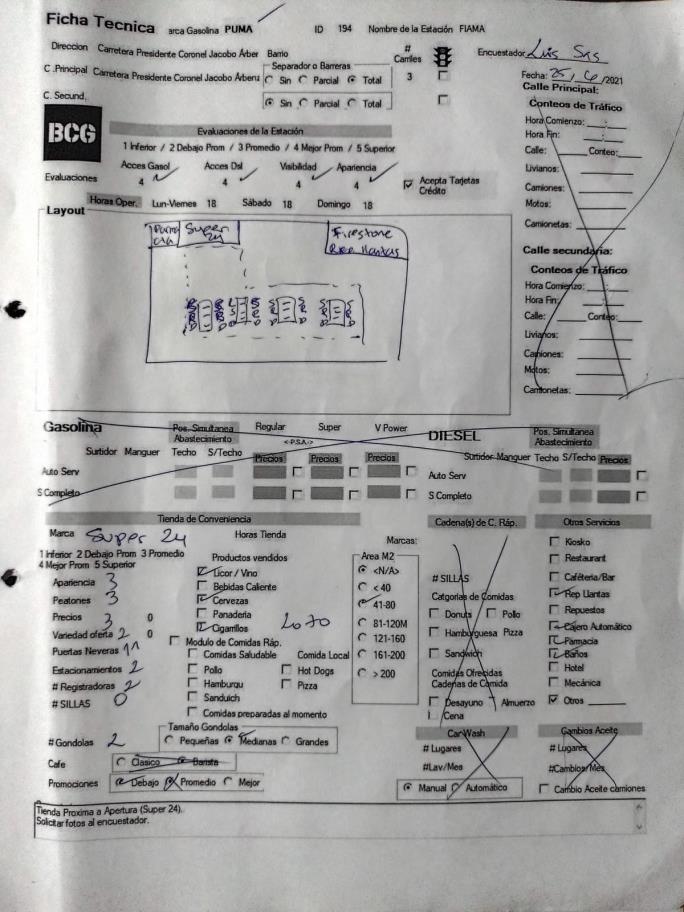 Ficha Tecnica arca Gasolina PUMA ID 194 Nombre de la Estación FIAMA
Direccion Carretera Presidente Coronel Jacobo Árber Barrio # Carriles Encuestador Luis
C .Principal Carretera Presidente Coronel Jacobo Árbenz Separador o Barreras Sin Parcial Total 3 Fecha: 25, 6 /2021
C. Secund. Sin Parcial Total
BCG
Evaluaciones de la Estación
1 Inferior / 2 Debajo Prom / 3 Promedio / 4 Mejor Prom / 5 Superior
Acces Gasol Acces Dsl Visibilidad Apariencia
Evaluaciones 4 4 4 4 Acepta Tarjetas Crédito
Horas Oper. Lun-Viernes 18 Sábado 18 Domingo 18
Calle Principal:
Conteos de Tráfico
Hora Comienzo:
Hora Fin:
Calle: Conteo:
Livianos:
Camiones:
Motos:
Camionetas:
Calle secundaria:
Conteos de Tráfico
Hora Comienzo:
Hora Fin:
Calle: Conteo:
Livianos:
Camiones:
Motos:
Camionetas:
Layout
Super 24
Firestone
Rep llantas
Gasolina
Pos. Simultanea Abastecimiento Regular Super V Power
<-P.S.A.->
Surtidor Manguer Techo S/Techo Precios Precios Precios
Auto Serv
S Completo
DIESEL
Pos. Simultanea Abastecimiento
Surtidor Manguer Techo S/Techo Precios
Auto Serv
S Completo
Tienda de Conveniencia
Marca Super 24 Horas Tienda Marcas:
1 Inferior 2 Debajo Prom 3 Promedio
4 Mejor Prom 5 Superior
Apariencia 3
Peatones 3
Precios 3 0
Variedad oferta 2 0
Puertas Neveras 11
Estacionamientos 2
# Registradoras 2
# SILLAS 0
# Gondolas 2
Productos vendidos
Licor / Vino
Bebidas Caliente
Cervezas
Panaderia
Cigarrillos
Loto
Modulo de Comidas Ráp.
Comidas Saludable Comida Local
Pollo Hot Dogs
Hamburgu Pizza
Sanduich
Comidas preparadas al momento
Area M2
<N/A>
< 40
41-80
81-120M
121-160
161-200
> 200
Tamaño Gondolas
Pequeñas Medianas Grandes
Cafe Clasico Barista
Promociones Debajo Promedio Mejor
Cadena(s) de C. Ráp.
# SILLAS
Catgorias de Comidas
Donuts Pollo
Hamburguesa Pizza
Sandwich
Comidas Ofrecidas
Cadenas de Comida
Desayuno Almuerzo
Cena
Otros Servicios
Kiosko
Restaurant
Caféteria/Bar
Rep Llantas
Repuestos
Cajero Automático
Farmacia
Baños
Hotel
Mecánica
Otros
Car Wash
# Lugares
#Lav/Mes
Manual Automático
Cambios Aceite
# Lugares
#Cambios/Mes
Cambio Aceite camiones
Tienda Proxima a Apertura (Super 24).
Solicitar fotos al encuestador.